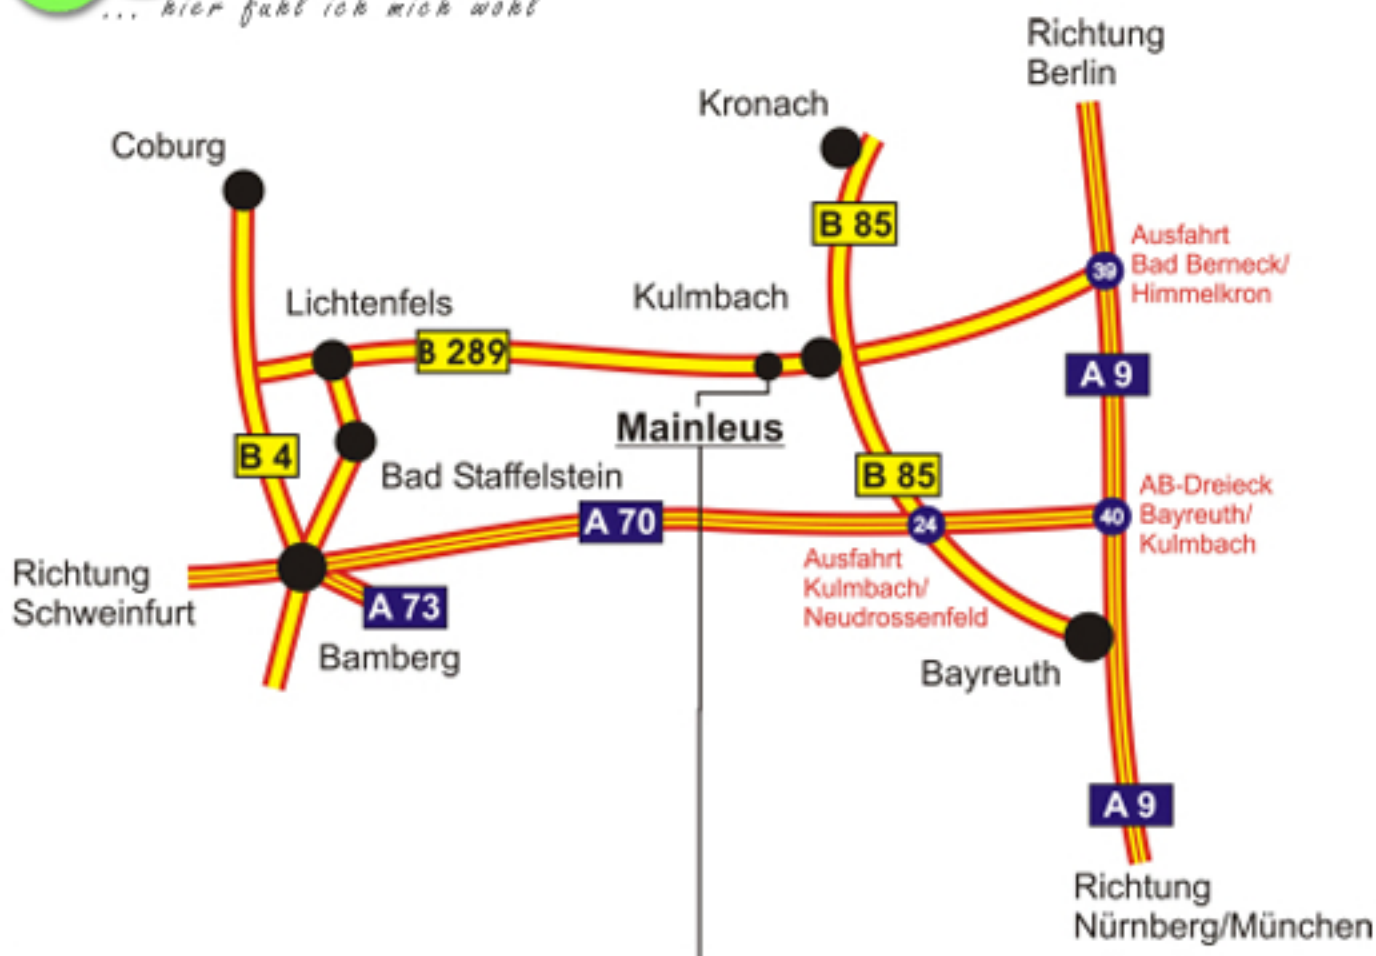 ... hier fühl ich mich wohl
Richtung
Berlin
Kronach
Coburg
B 85
Ausfahrt
Bad Berneck/
Himmelkron
39
Lichtenfels
Kulmbach
B 289
A 9
Mainleus
B 4
Bad Staffelstein
B 85
AB-Dreieck
Bayreuth/
Kulmbach
A 70
24
40
Ausfahrt
Kulmbach/
Neudrossenfeld
Richtung
Schweinfurt
A 73
Bamberg
Bayreuth
A 9
Richtung
Nürnberg/München